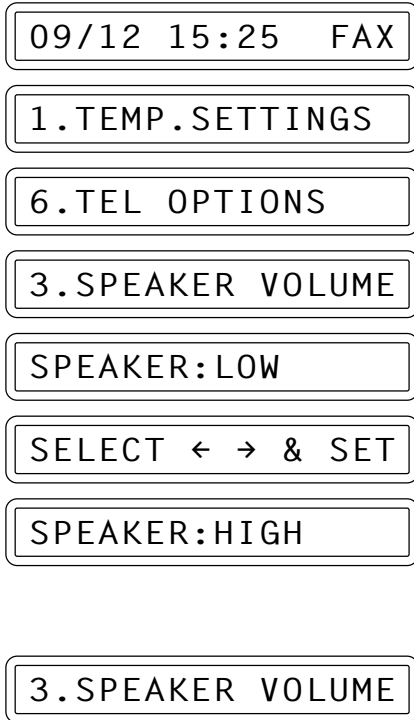 09/12 15:25 FAX
1.TEMP.SETTINGS
6.TEL OPTIONS
3.SPEAKER VOLUME
SPEAKER:LOW
SELECT ← → & SET
SPEAKER:HIGH
3.SPEAKER VOLUME